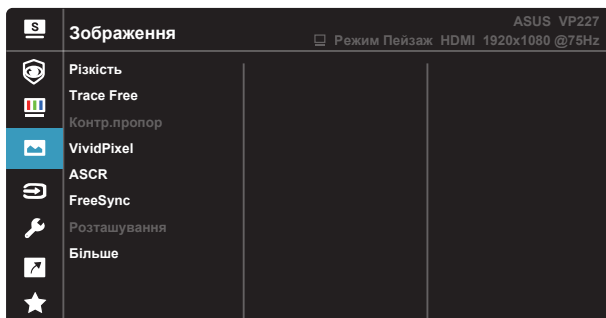 S
Зображення
ASUS VP227
Режим Пейзаж HDMI 1920x1080 @75Hz
Різкість
Trace Free
Контр.пропор
VividPixel
ASCR
FreeSync
Розташування
Більше